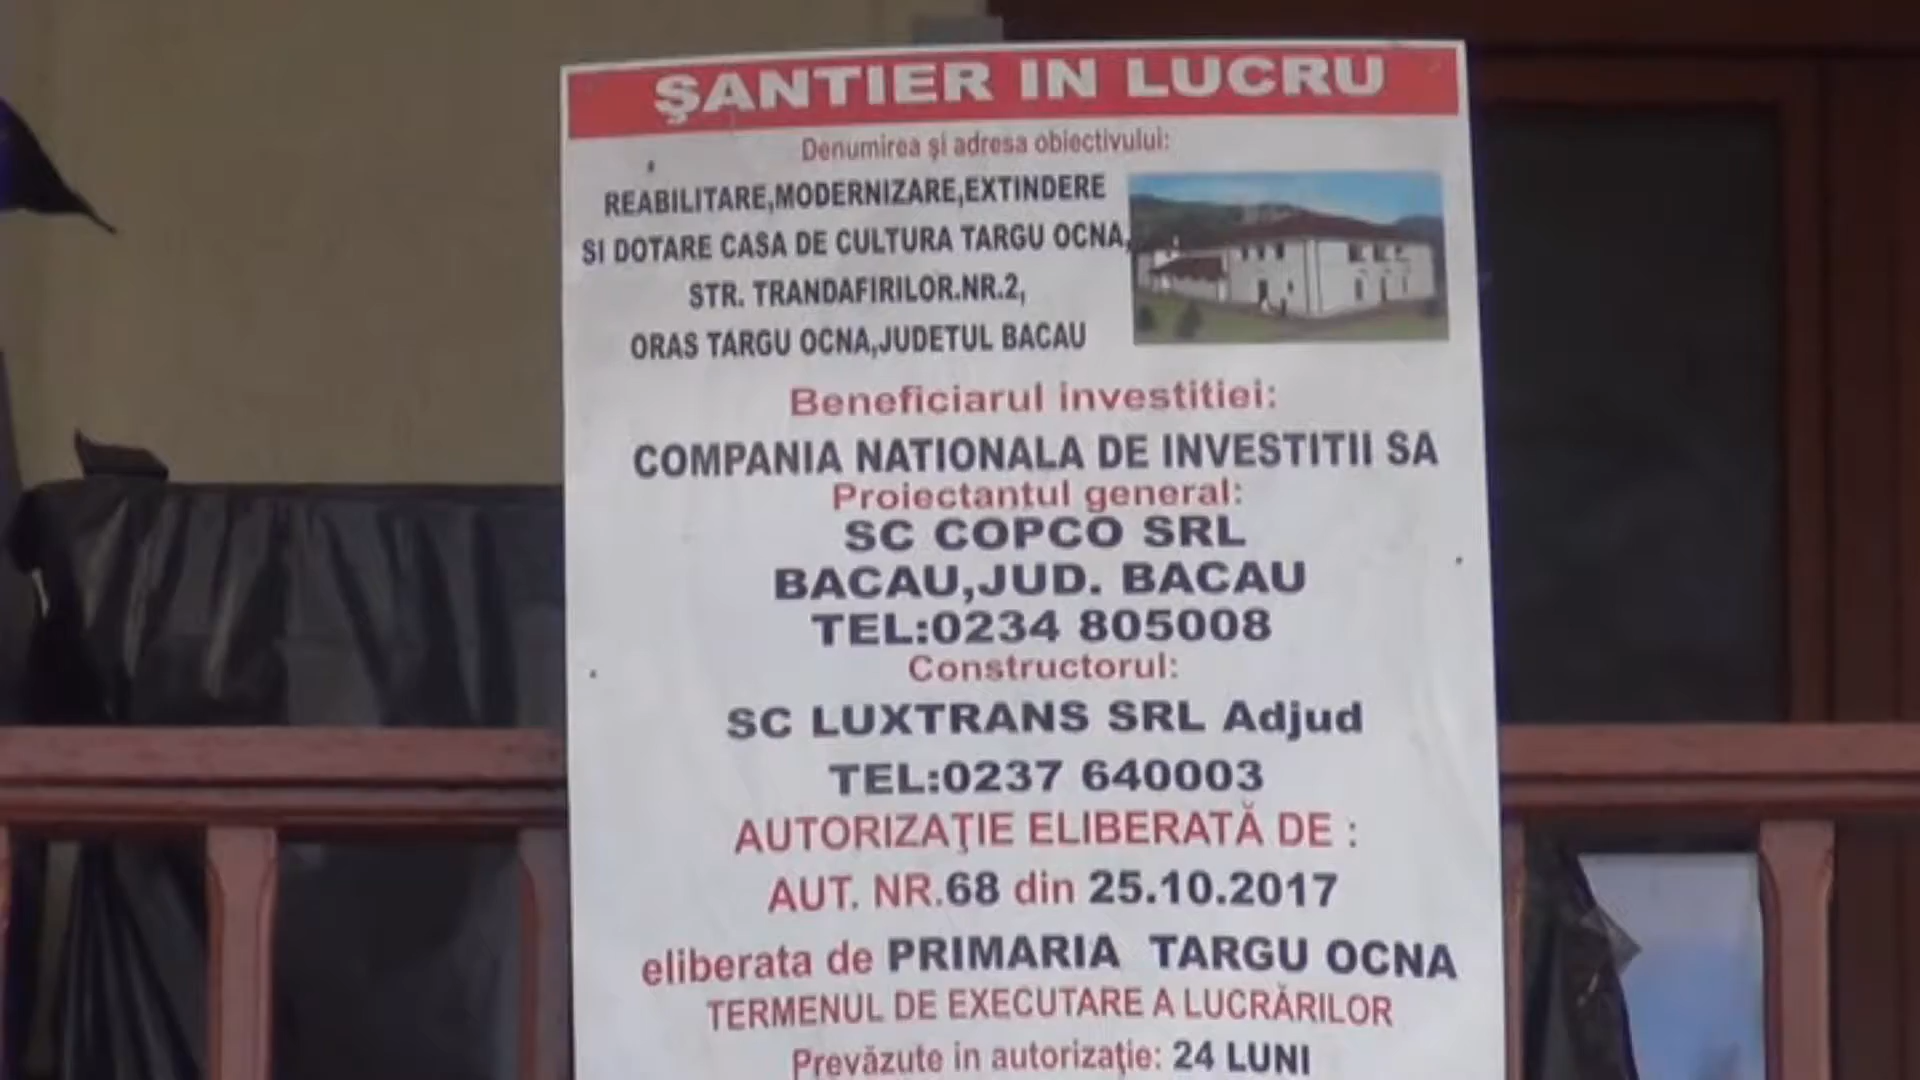 ŞANTIER IN LUCRU
Denumirea şi adresa obiectivului:
REABILITARE,MODERNIZARE,EXTINDERE
SI DOTARE CASA DE CULTURA TARGU OCNA,
STR. TRANDAFIRILOR.NR.2,
ORAS TARGU OCNA,JUDETUL BACAU
Beneficiarul investitiei:
COMPANIA NATIONALA DE INVESTITII SA
Proiectantul general:
SC COPCO SRL
BACAU,JUD. BACAU
TEL:0234 805008
Constructorul:
SC LUXTRANS SRL Adjud
TEL:0237 640003
AUTORIZAŢIE ELIBERATĂ DE :
AUT. NR.68 din 25.10.2017
eliberata de PRIMARIA TARGU OCNA
TERMENUL DE EXECUTARE A LUCRĂRILOR
Prevăzute in autorizaţie: 24 LUNI